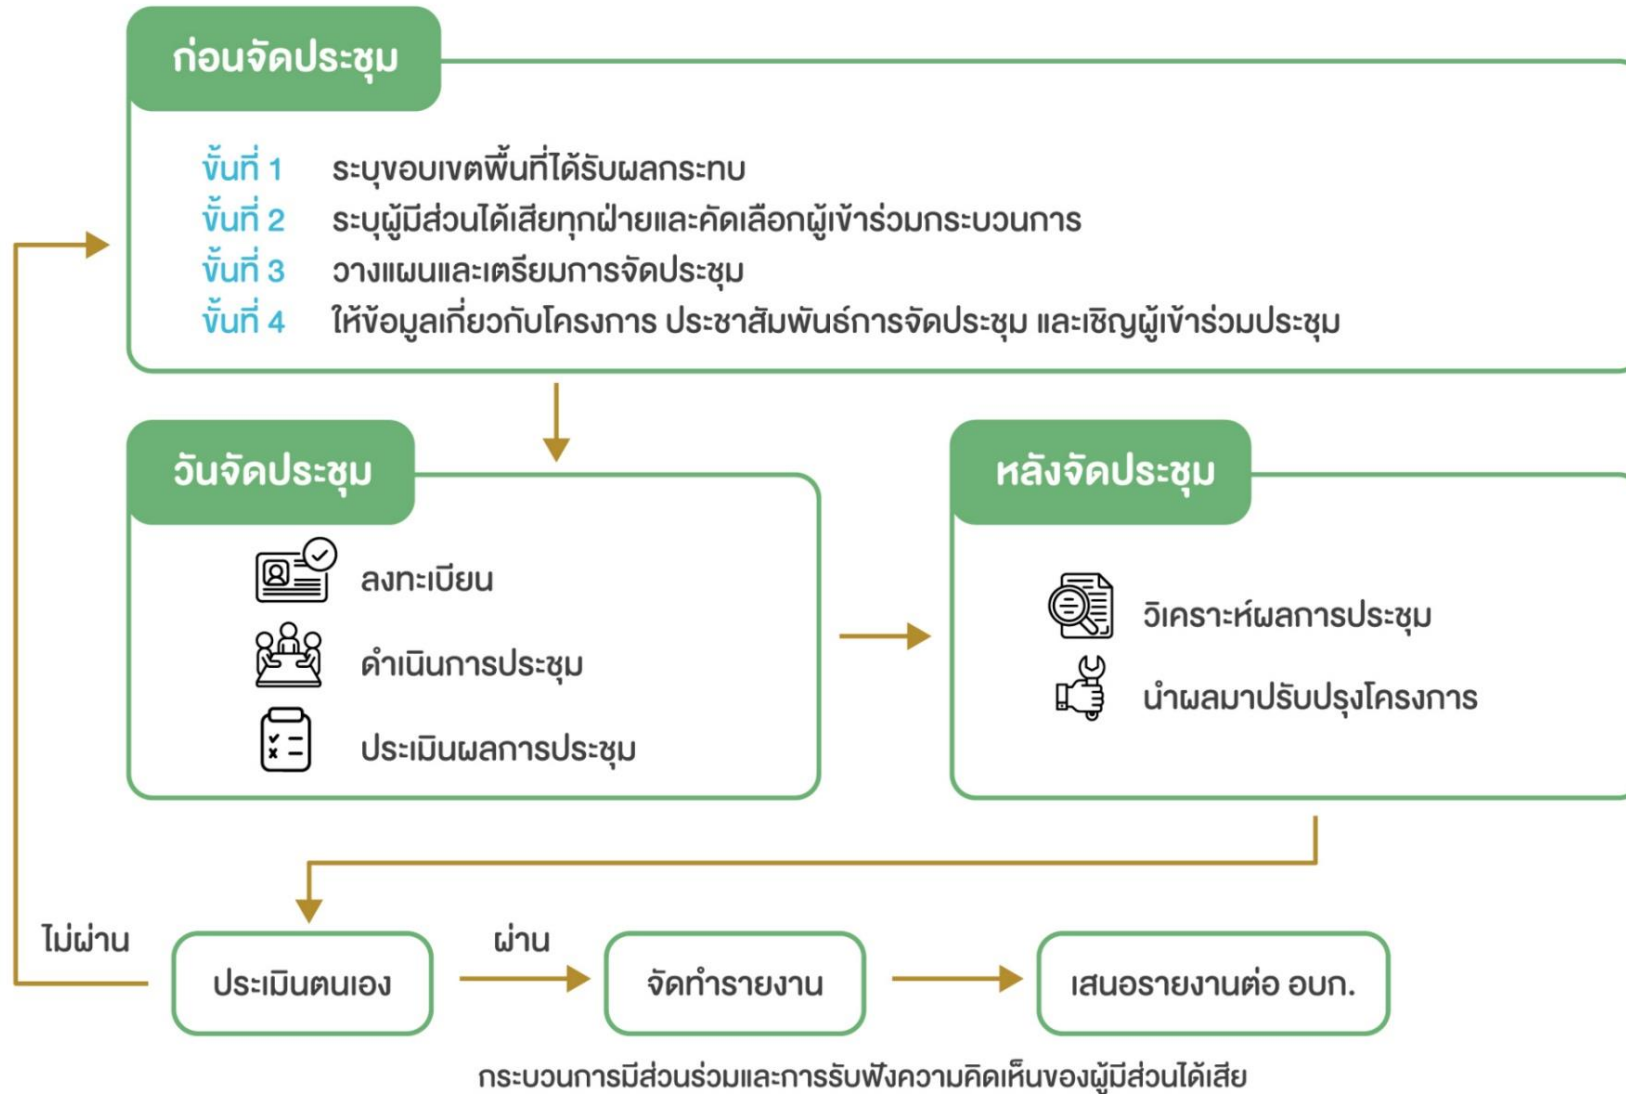 ก่อนจัดประชุม
ขั้นที่ 1 ระบุขอบเขตพื้นที่ได้รับผลกระทบ
ขั้นที่ 2 ระบุผู้มีส่วนได้เสียทุกฝ่ายและคัดเลือกผู้เข้าร่วมกระบวนการ
ขั้นที่ 3 วางแผนและเตรียมการจัดประชุม
ขั้นที่ 4 ให้ข้อมูลเกี่ยวกับโครงการ ประชาสัมพันธ์การจัดประชุม และเชิญผู้เข้าร่วมประชุม
วันจัดประชุม
ลงทะเบียน
ดำเนินการประชุม
ประเมินผลการประชุม
หลังจัดประชุม
วิเคราะห์ผลการประชุม
นำผลมาปรับปรุงโครงการ
ไม่ผ่าน
ประเมินตนเอง
ผ่าน
จัดทำรายงาน
เสนอรายงานต่อ อบก.
กระบวนการมีส่วนร่วมและการรับฟังความคิดเห็นของผู้มีส่วนได้เสีย